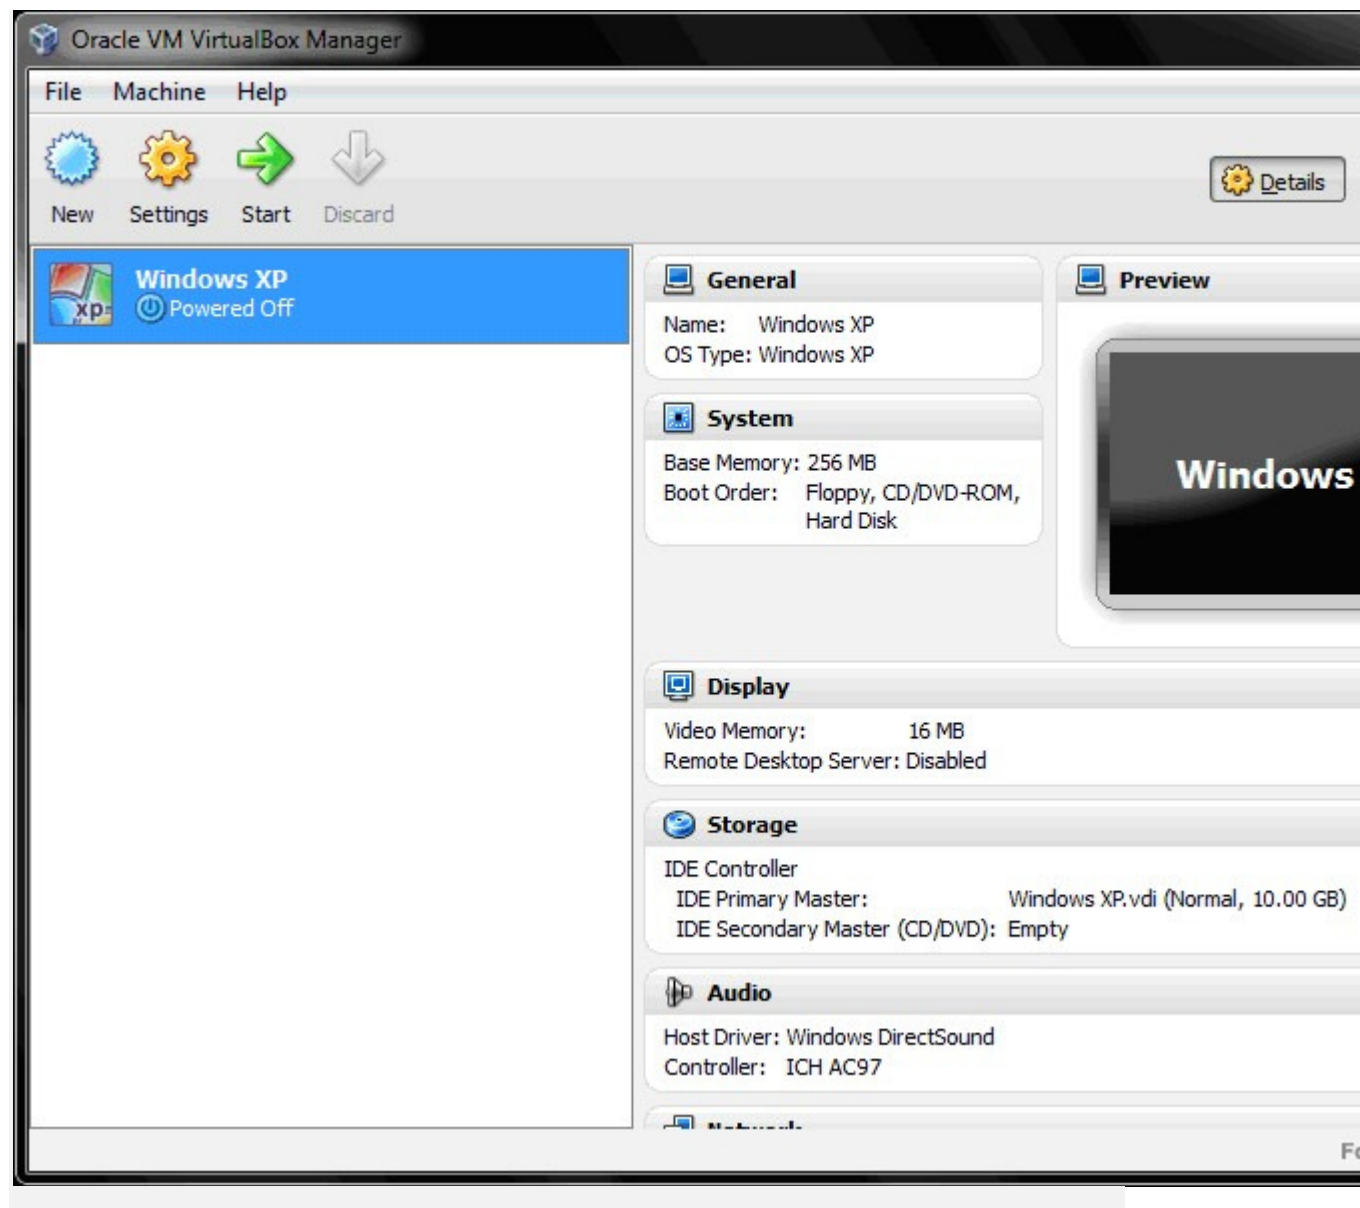 Oracle VM VirtualBox Manager
File Machine Help
New Settings Start Discard
Details
Windows XP
Powered Off
xp
General
Name: Windows XP
OS Type: Windows XP
System
Base Memory: 256 MB
Boot Order: Floppy, CD/DVD-ROM,
Hard Disk
Preview
Windows
Display
Video Memory: 16 MB
Remote Desktop Server: Disabled
Storage
IDE Controller
IDE Primary Master: Windows XP.vdi (Normal, 10.00 GB)
IDE Secondary Master (CD/DVD): Empty
Audio
Host Driver: Windows DirectSound
Controller: ICH AC97
Network